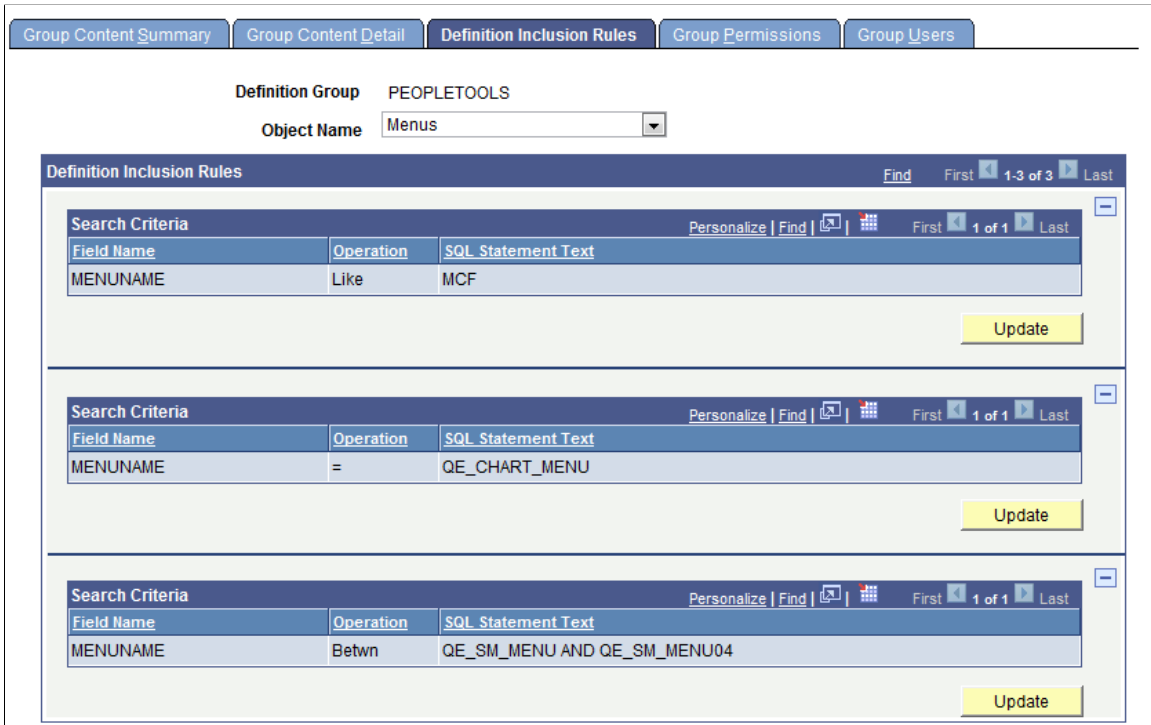 Group Content Summary Group Content Detail Definition Inclusion Rules Group Permissions Group Users
Definition Group PEOPLETOOLS
Object Name Menus
Definition Inclusion Rules Find First 1-3 of 3 Last
Search Criteria Personalize | Find | | First 1 of 1 Last
Field Name Operation SQL Statement Text
MENUNAME Like MCF
Update
Search Criteria Personalize | Find | | First 1 of 1 Last
Field Name Operation SQL Statement Text
MENUNAME = QE_CHART_MENU
Update
Search Criteria Personalize | Find | | First 1 of 1 Last
Field Name Operation SQL Statement Text
MENUNAME Betwn QE_SM_MENU AND QE_SM_MENU04
Update